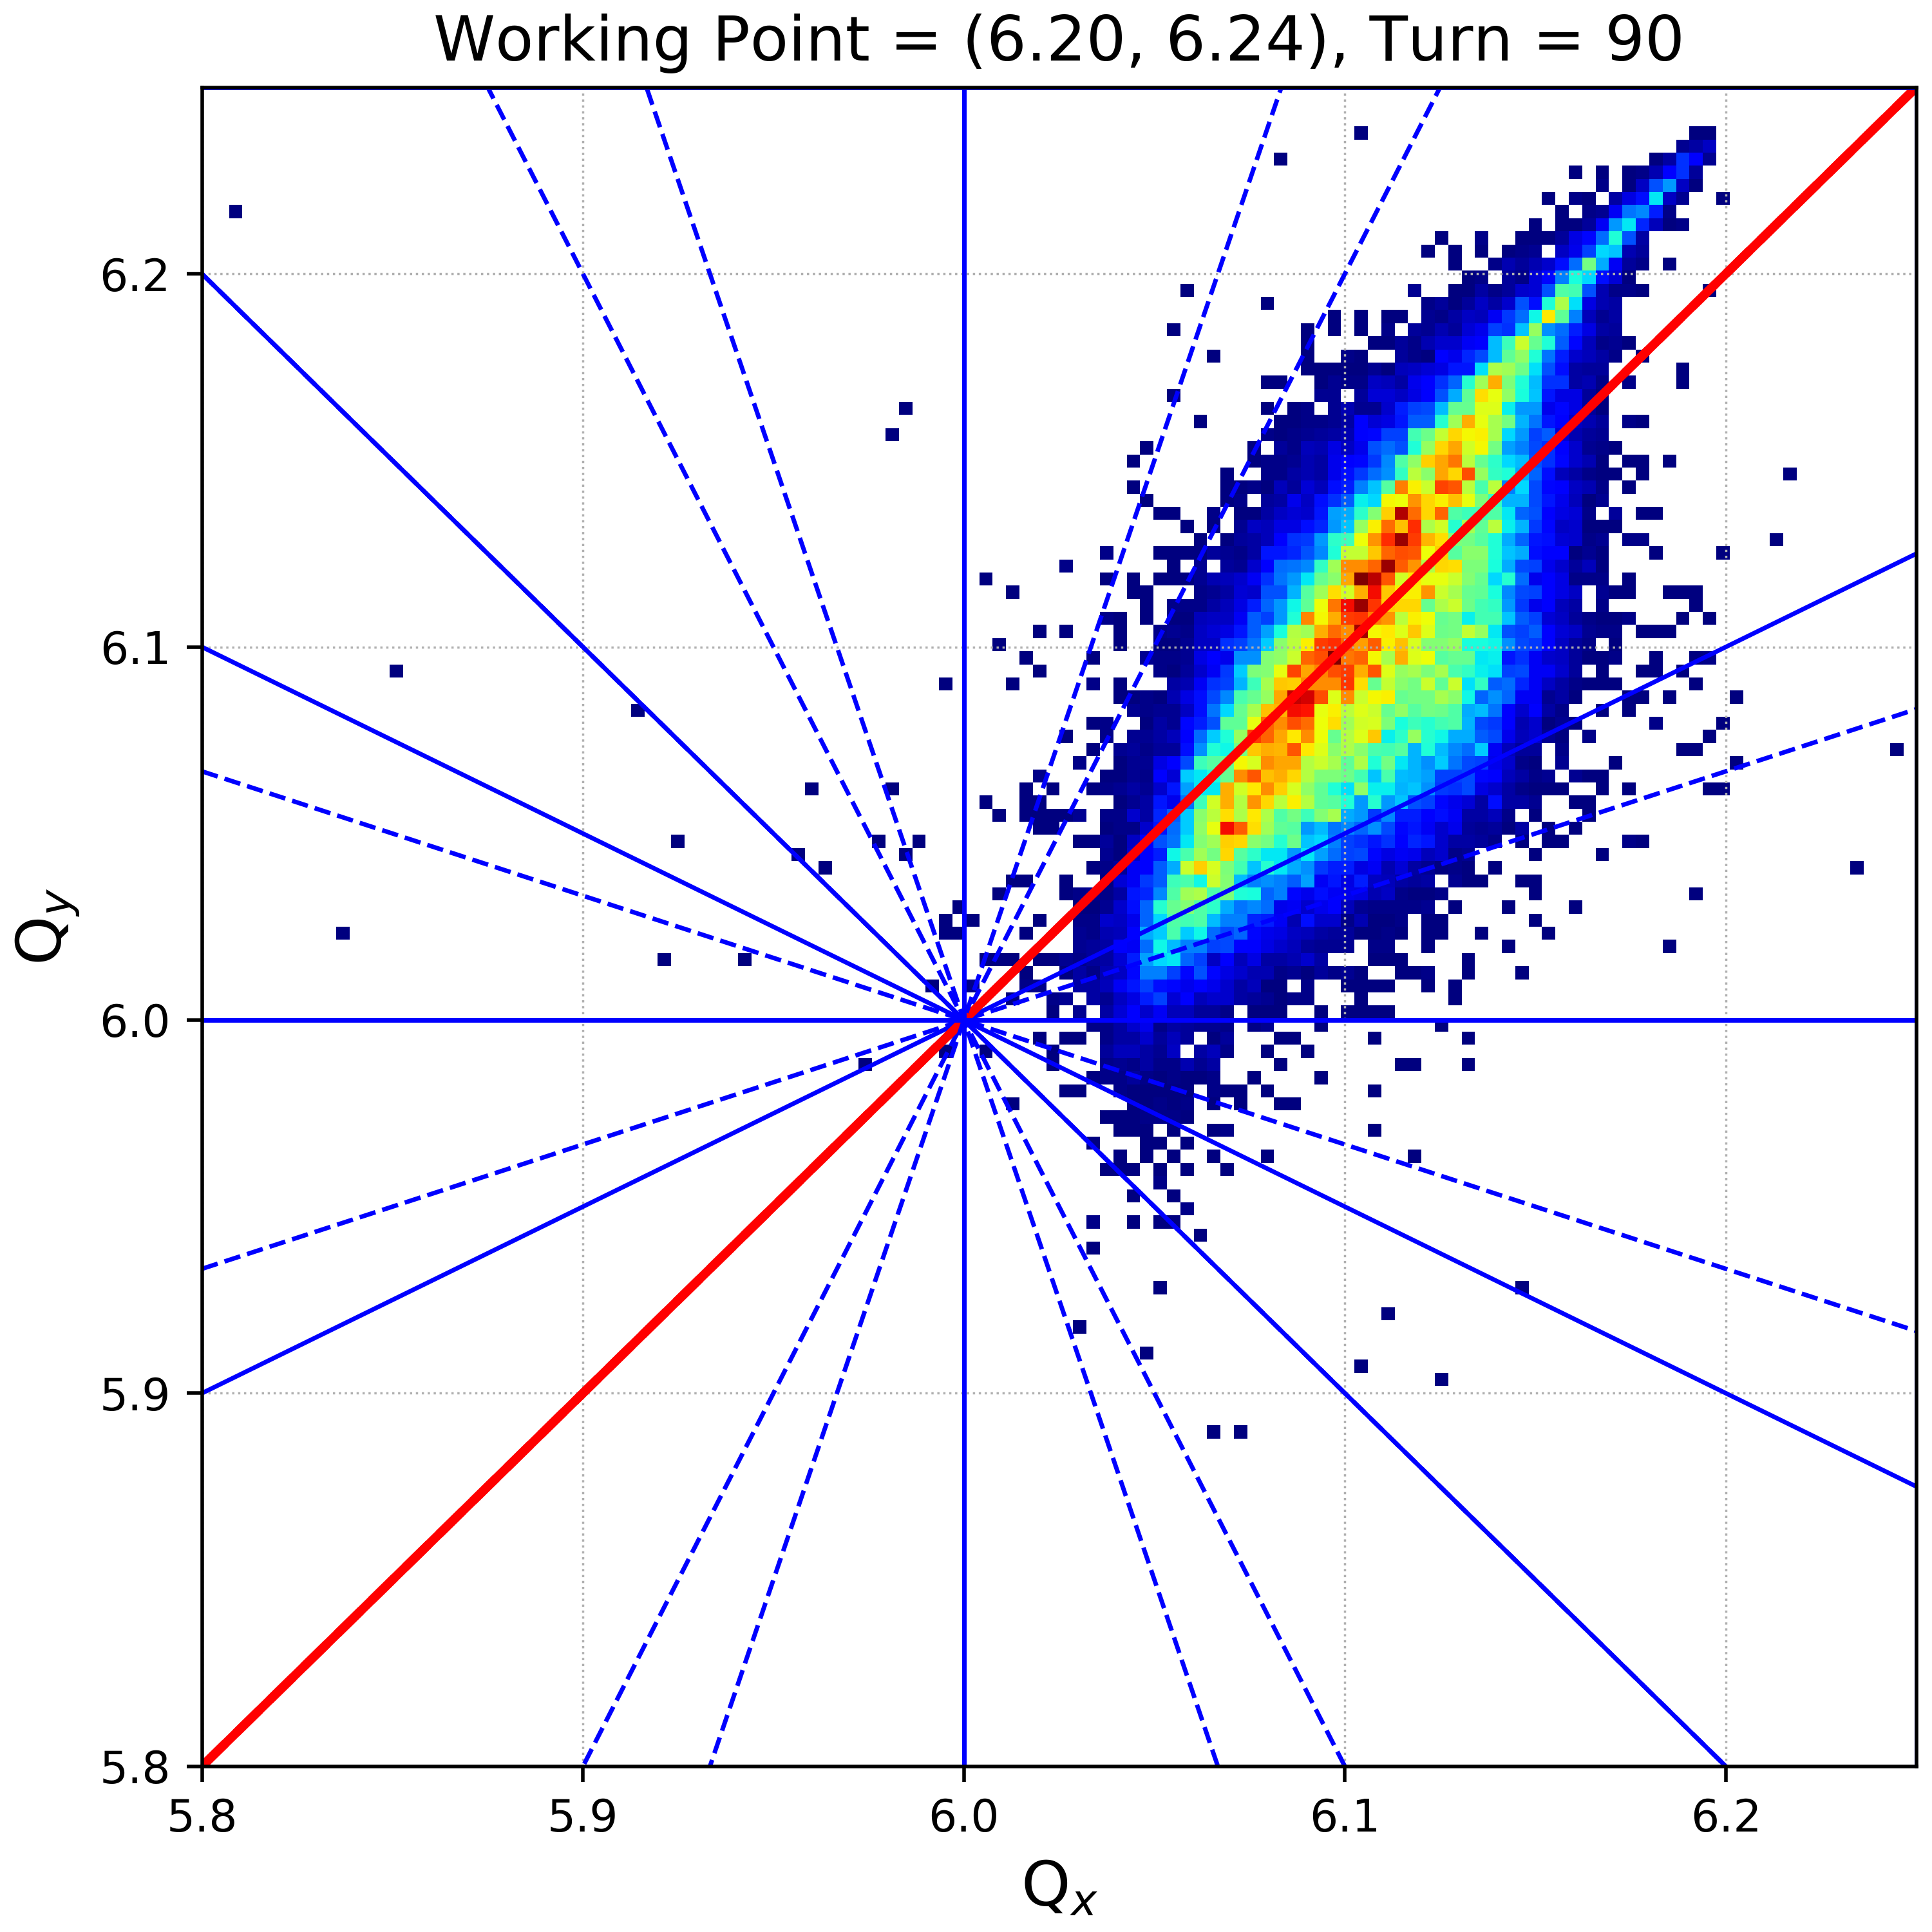 Working Point = (6.20, 6.24), Turn = 90
6.2
6.1
6.0
5.9
5.8
Qy
5.8 5.9 6.0 6.1 6.2
Qx